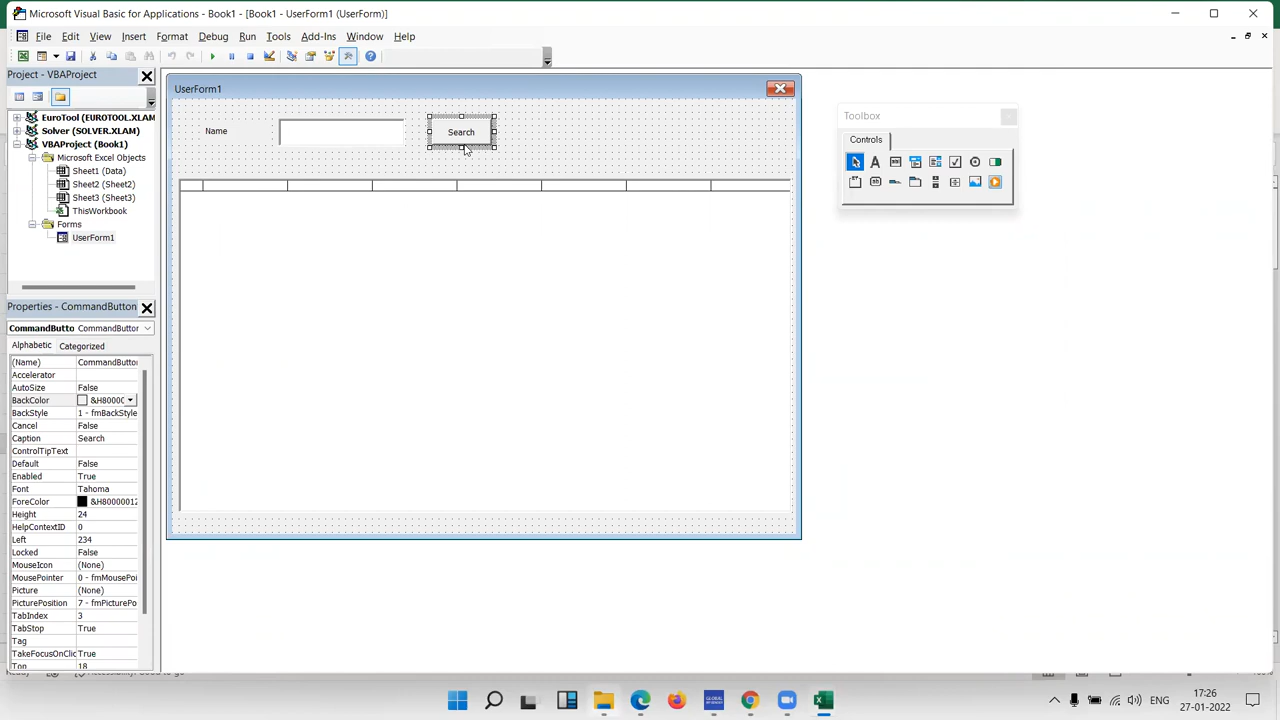 Microsoft Visual Basic for Applications - Book1 - [Book1 - UserForm1 (UserForm)]
File Edit View Insert Format Debug Run Tools Add-Ins Window Help
Project - VBAProject
EuroTool (EUROTOOL.XLAM
Solver (SOLVER.XLAM)
VBAProject (Book1)
Microsoft Excel Objects
Sheet1 (Data)
Sheet2 (Sheet2)
Sheet3 (Sheet3)
ThisWorkbook
Forms
UserForm1
Properties - CommandButton
CommandButto CommandButton
Alphabetic Categorized
(Name) CommandButton
Accelerator
AutoSize False
BackColor &H8000C
BackStyle 1 - fmBackStyle
Cancel False
Caption Search
ControlTipText
Default False
Enabled True
Font Tahoma
ForeColor &H80000012
Height 24
HelpContextID 0
Left 234
Locked False
MouseIcon (None)
MousePointer 0 - fmMousePoi
Picture (None)
PicturePosition 7 - fmPicturePo
TabIndex 3
TabStop True
Tag
TakeFocusOnClic True
Top 18
UserForm1
Name
Search
Toolbox
Controls
ENG
17:26
27-01-2022